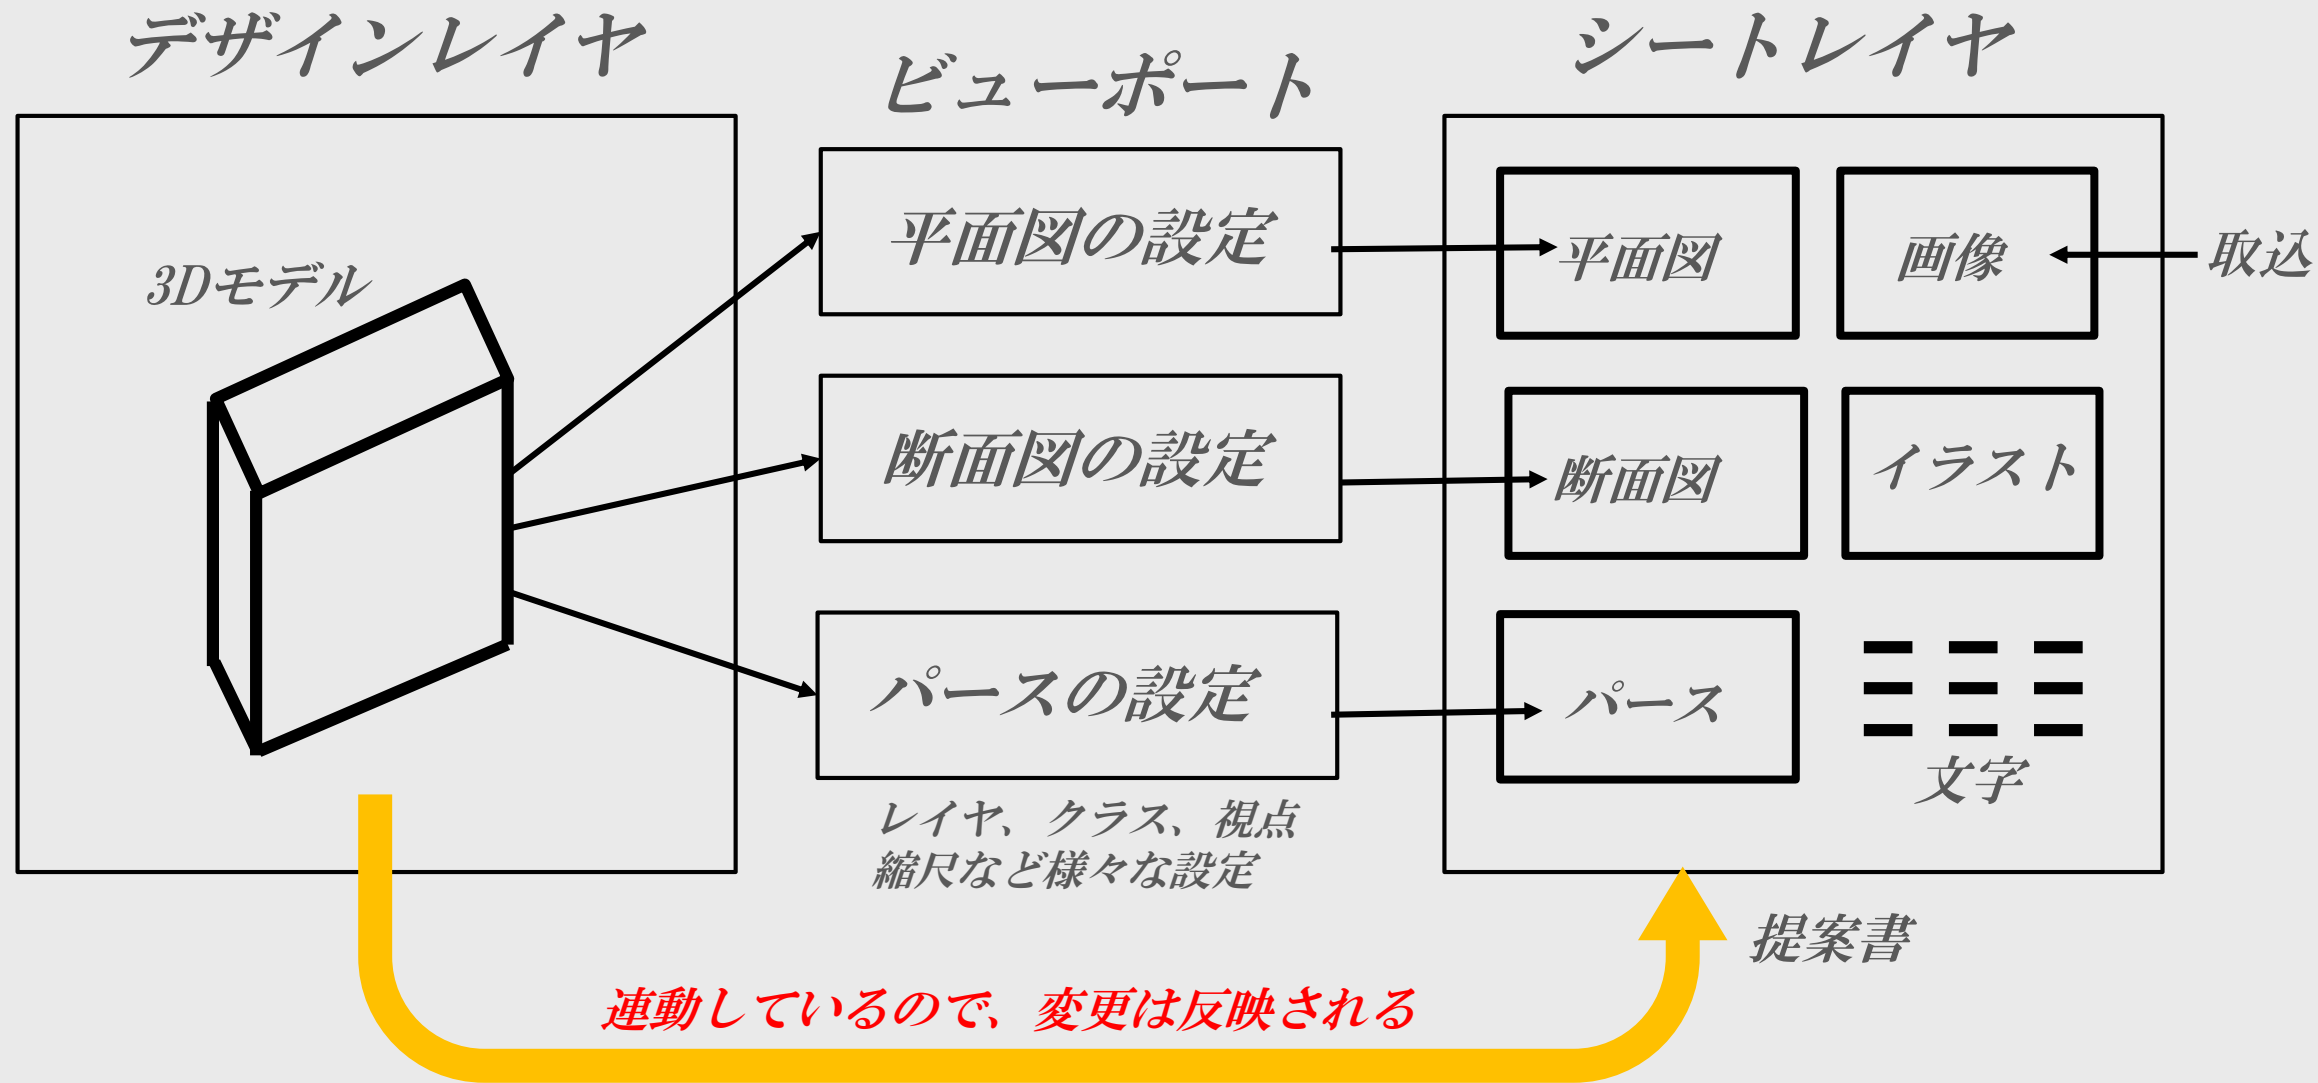 デザインレイヤ
ビューポート
シートレイヤ
3Dモデル
平面図の設定
断面図の設定
パースの設定
レイヤ、クラス、視点
縮尺など様々な設定
平面図
画像
取込
断面図
イラスト
パース
文字
提案書
連動しているので、変更は反映される